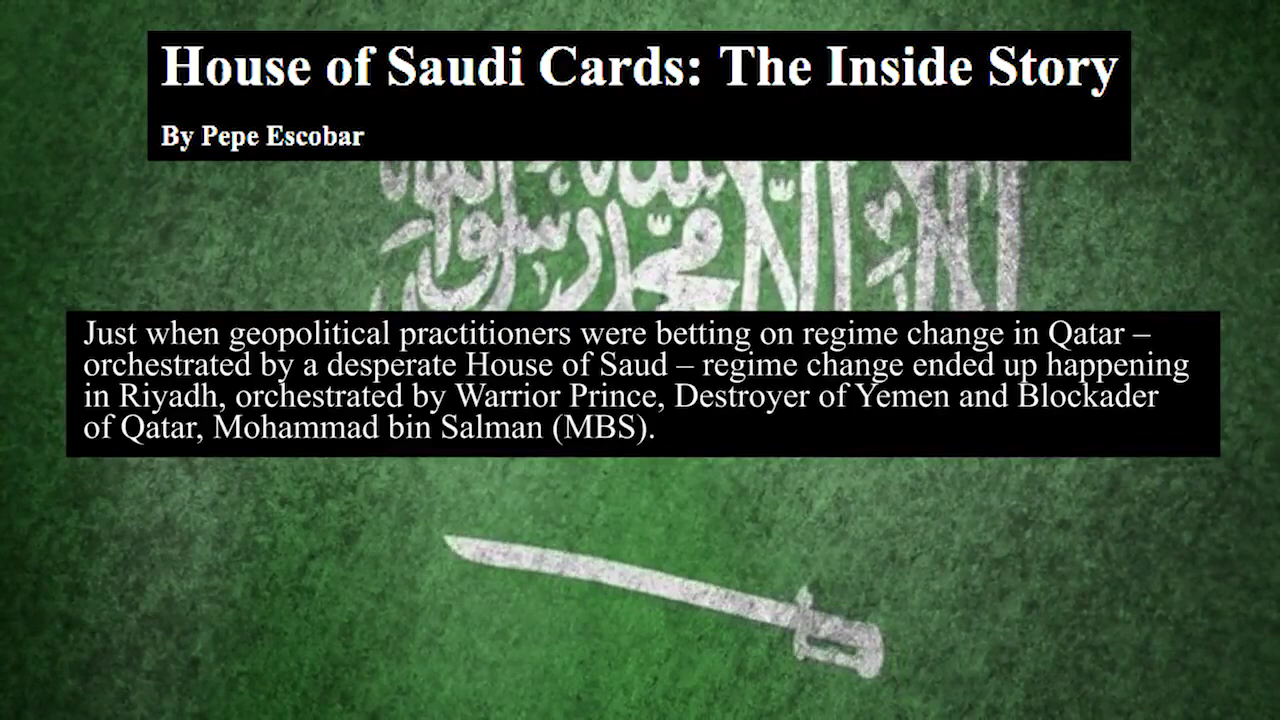 House of Saudi Cards: The Inside Story
By Pepe Escobar
محمد رسول
Just when geopolitical practitioners were betting on regime change in Qatar –
orchestrated by a desperate House of Saud – regime change ended up happening
in Riyadh, orchestrated by Warrior Prince, Destroyer of Yemen and Blockader
of Qatar, Mohammad bin Salman (MBS).